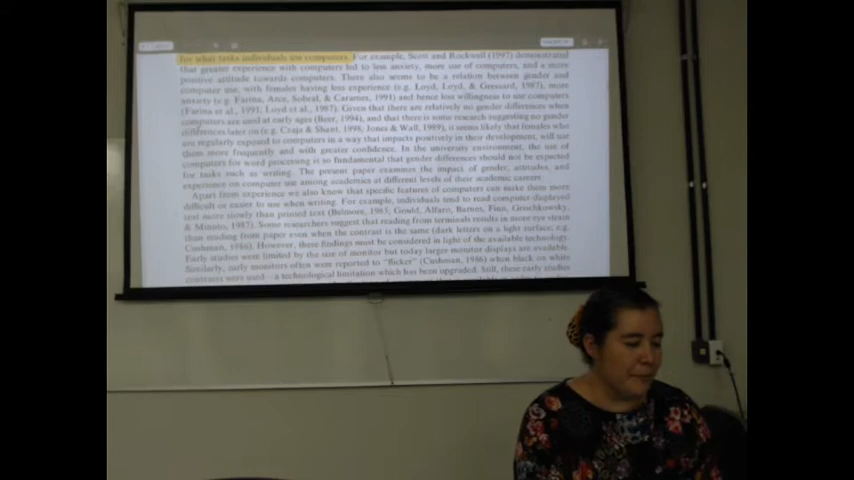 for what tasks individuals use computers. For example, Scott and Rockwell (1997) demonstrated
that greater experience with computers led to less anxiety, more use of computers, and a more
positive attitude towards computers. There also seems to be a relation between gender and
computer use, with females having less experience (e.g. Loyd, Loyd, & Gressard, 1987), more
anxiety (e.g. Farina, Arce, Sobral, & Carames, 1991) and hence less willingness to use computers
(Farina et al., 1991; Loyd et al., 1987). Given that there are relatively no gender differences when
computers are used at early ages (Beer, 1994), and that there is some research suggesting no gender
differences later on (e.g. & Shant, 1998, Jones & Wall, 1989), it seems likely that females who
are regularly exposed to computers in a way that impacts positively in their development, will use
them more frequently and with greater confidence. In the university environment, the use of
computers for word processing is so fundamental that gender differences should not be expected
for tasks such as writing. The present paper examines the impact of gender, attitudes, and
experience on computer use among academics at different levels of their academic careers.
Apart from experience we also know that specific features of computers can make them more
difficult or easier to use when writing. For example, individuals tend to read computer displayed
text more slowly than printed text (Belmore, 1985, Gould, Alfaro, Barnes, Finn, Grischkowsky,
& Minuto, 1987). Some researchers suggest that reading from terminals results in more eye strain
than reading from paper even when the contrast is the same (dark letters on a light surface; e.g.
Cushman, 1986). However, these findings must be considered in light of the available technology.
Early studies were limited by the size of monitor but today larger monitor displays are available.
Similarly, early monitors often were reported to "flicker" (Cushman, 1986) when black on white
contrasts were used - a technological limitation which has been upgraded. Still, these early studies